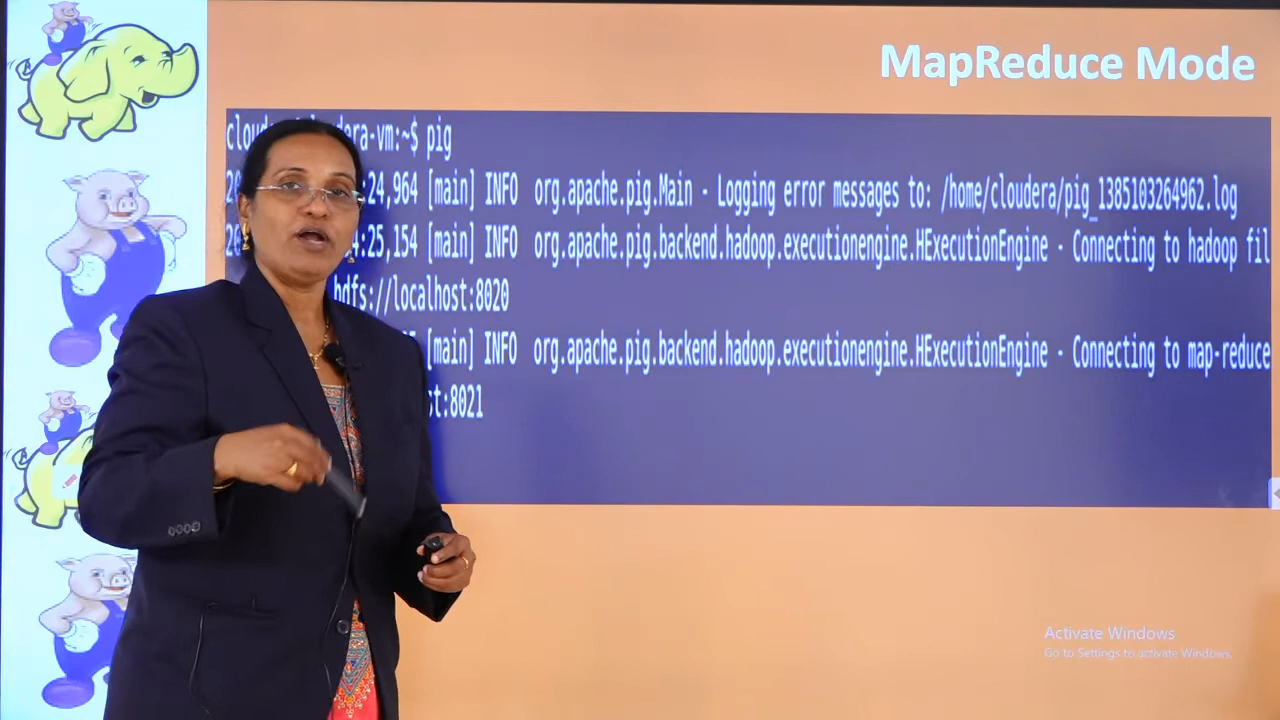 MapReduce Mode
-vm:~$ pig
24,964 [main] INFO org.apache.pig.Main - Logging error messages to: /home/cloudera/pig_1385103264962.log
:25,154 [main] INFO org.apache.pig.backend.hadoop.executionengine.HExecutionEngine - Connecting to hadoop fil
hdfs://localhost:8020
[main] INFO org.apache.pig.backend.hadoop.executionengine.HExecutionEngine - Connecting to map-reduce
st:8021
Activate Windows
Go to Settings to activate Windows.